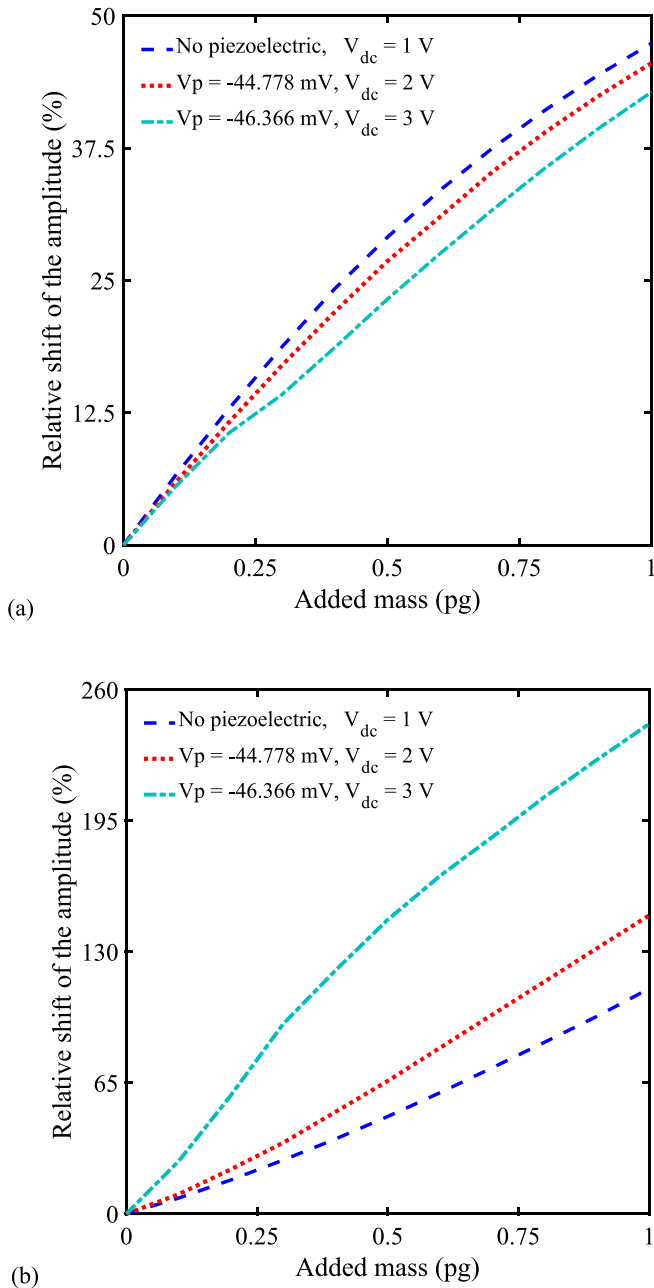 50
37.5
25
12.5
0
Relative shift of the amplitude (%)
No piezoelectric, V_dc = 1 V
Vp = -44.778 mV, V_dc = 2 V
Vp = -46.366 mV, V_dc = 3 V
0 0.25 0.5 0.75 1
Added mass (pg)
(a)
260
195
130
65
0
Relative shift of the amplitude (%)
No piezoelectric, V_dc = 1 V
Vp = -44.778 mV, V_dc = 2 V
Vp = -46.366 mV, V_dc = 3 V
0 0.25 0.5 0.75 1
Added mass (pg)
(b)